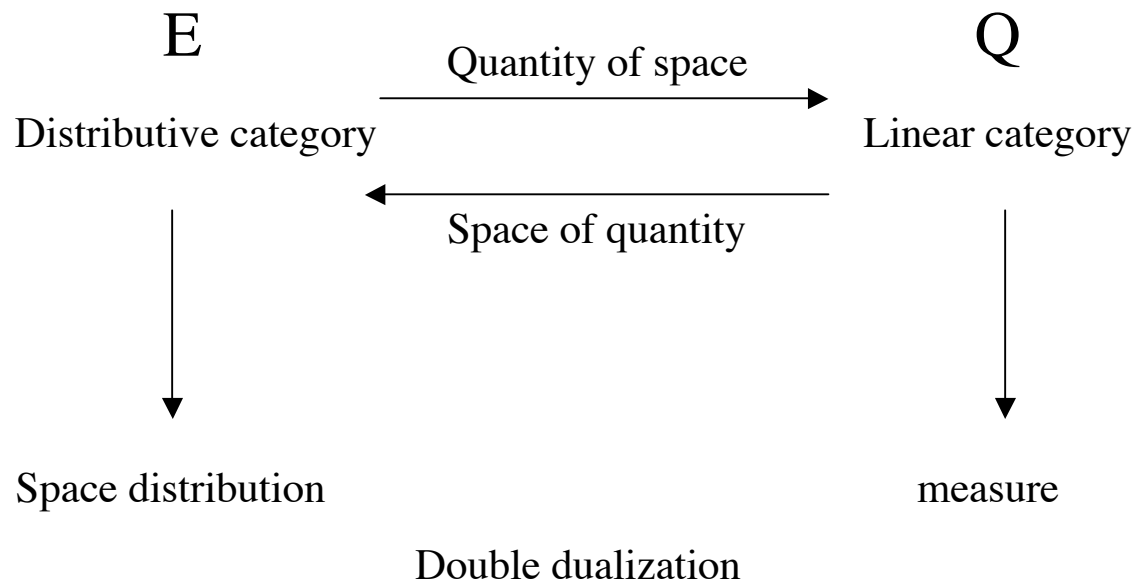 E
Q
Quantity of space
Distributive category
Linear category
Space of quantity
Space distribution
measure
Double dualization